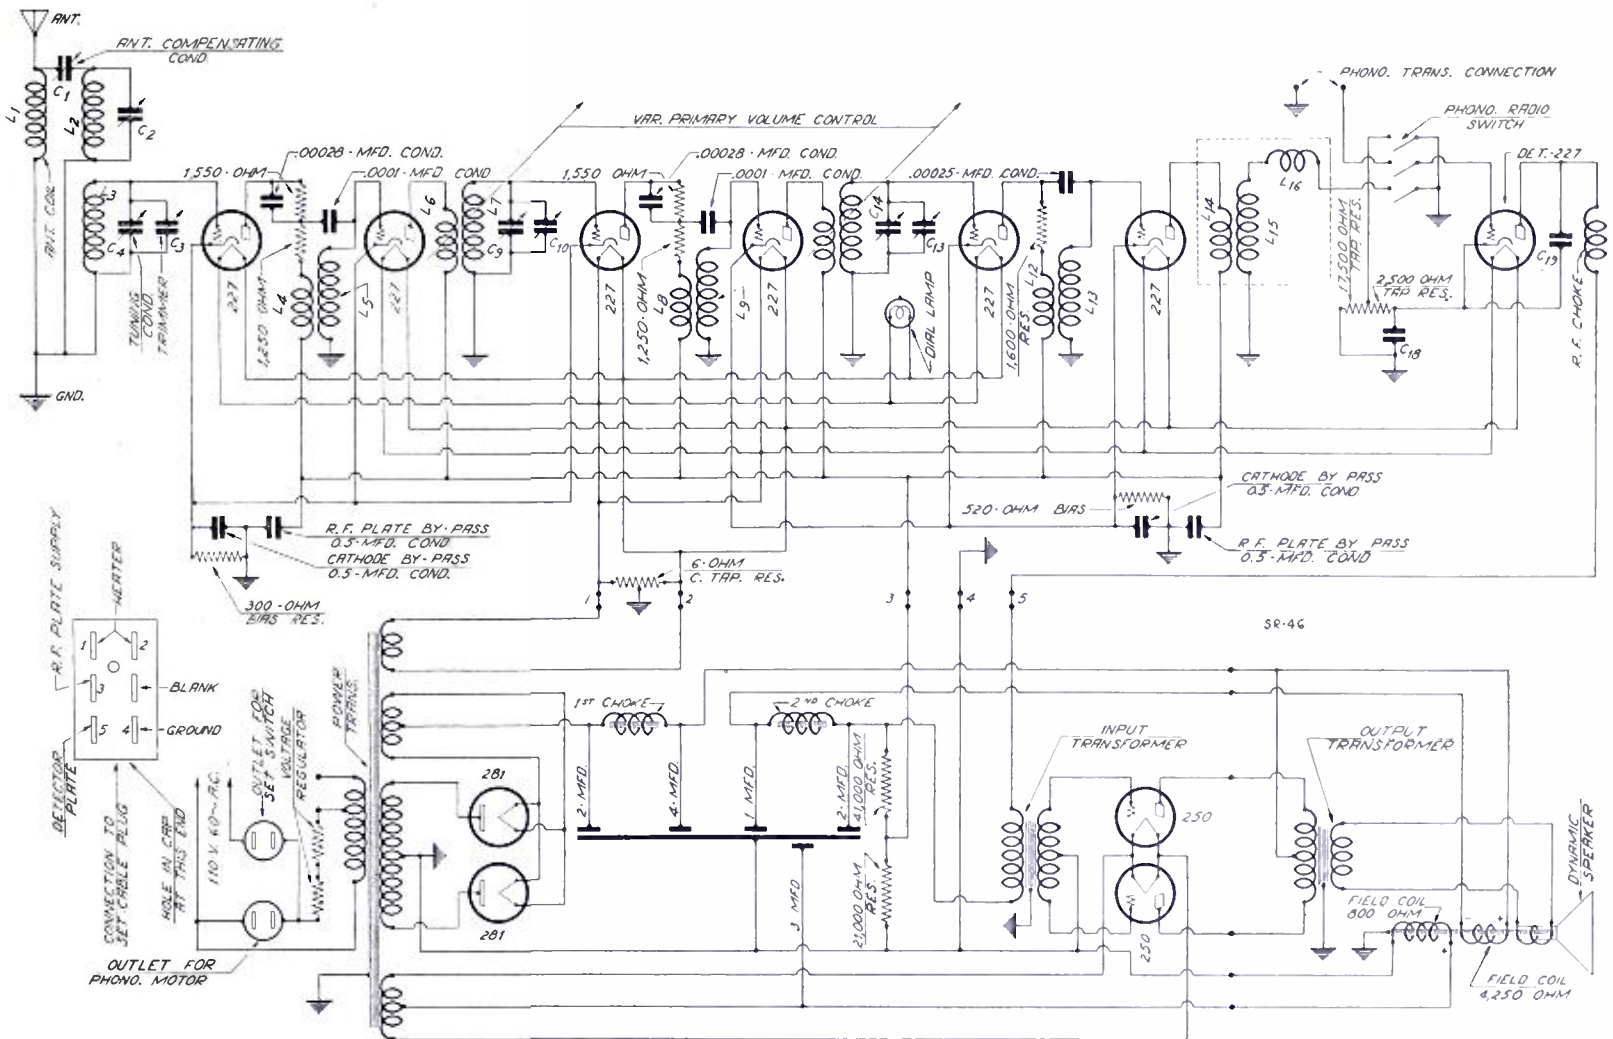 ANT.
ANT. COMPENSATING
COND.
C1
L1
L2
C2
ANT. COIL
L3
C4
C3
TUNING
COND.
TRIMMER
GND.
1,550-OHM
.00028-MFD. COND.
.0001-MFD COND
227
1,250 OHM
L4
L5
227
L6
L7
C9
C10
VAR. PRIMARY VOLUME CONTROL
1,550 OHM
.00028-MFD. COND.
.0001-MFD. COND.
227
1,250-OHM
L8
L9
227
C14
C13
.00025-MFD. COND.
DIAL LAMP
227
1,600-OHM
RES.
L12
L13
227
L14
L15
L16
PHONO. TRANS. CONNECTION
PHONO. RADIO
SWITCH
DET.-227
17,500 OHM
TAP RES.
2,500 OHM
TAP RES.
C18
C19
R.F. CHOKE
R.F. PLATE BY-PASS
0.5-MFD. COND
CATHODE BY-PASS
0.5-MFD. COND.
300-OHM
BIAS RES.
6-OHM
C. TAP. RES.
520-OHM BIAS
CATHODE BY PASS
0.5-MFD. COND
R.F. PLATE BY PASS
0.5-MFD. COND
1
2
3
4
5
SR-46
R.F. PLATE SUPPLY
HEATER
1
2
3
BLANK
5
4
GROUND
DETECTOR
PLATE
CONNECTION TO
SET CABLE PLUG
HOLE IN CAP
AT THIS END
110 V. 60~A.C.
OUTLET FOR
SET SWITCH
VOLTAGE
REGULATOR
POWER
TRANS.
OUTLET FOR
PHONO. MOTOR
281
281
1ST CHOKE
2ND CHOKE
2-MFD.
4-MFD.
1 MFD.
2-MFD.
41,000 OHM
RES.
3 MFD
21,000 OHM
RES.
INPUT
TRANSFORMER
250
250
OUTPUT
TRANSFORMER
DYNAMIC
SPEAKER
FIELD COIL
800 OHM
-
+
+
FIELD COIL
4,250 OHM